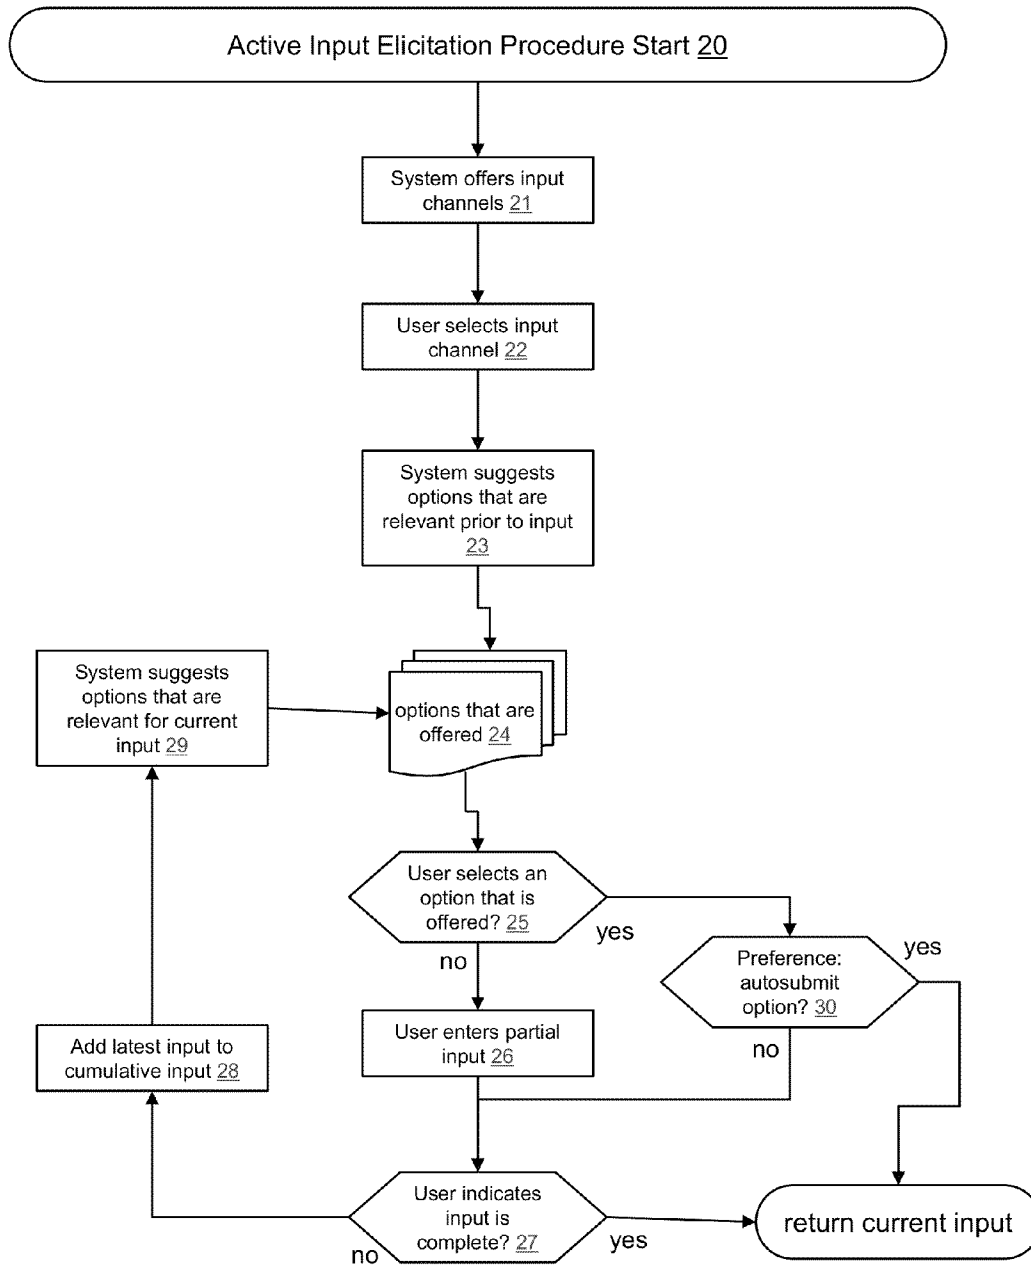 Active Input Elicitation Procedure Start 20
System offers input
channels 21
User selects input
channel 22
System suggests
options that are
relevant prior to input
23
System suggests
options that are
relevant for current
input 29
options that are
offered 24
User selects an
option that is
offered? 25
yes
no
Preference:
autosubmit
option? 30
yes
no
User enters partial
input 26
Add latest input to
cumulative input 28
User indicates
input is
complete? 27
no
yes
return current input